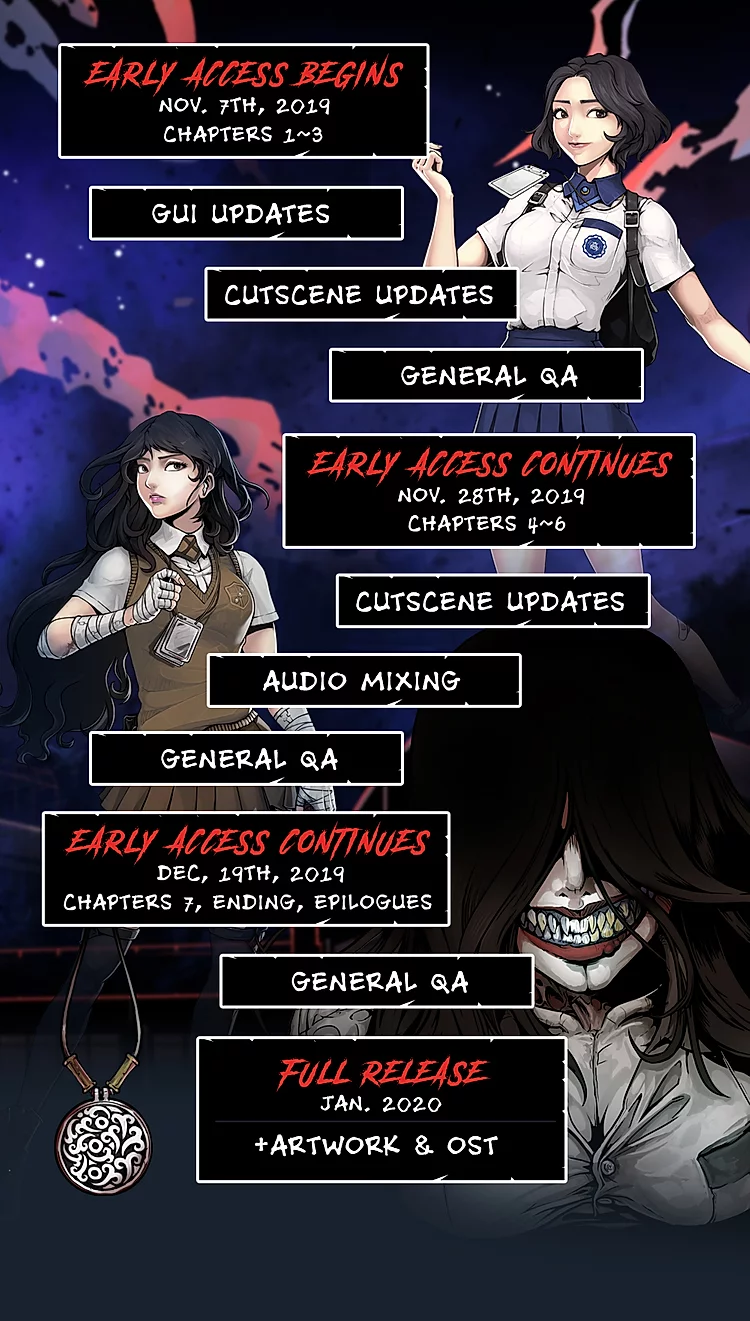 EARLY ACCESS BEGINS
NOV. 7TH, 2019
CHAPTERS 1~3
GUI UPDATES
CUTSCENE UPDATES
GENERAL QA
EARLY ACCESS CONTINUES
NOV. 28TH, 2019
CHAPTERS 4~6
CUTSCENE UPDATES
AUDIO MIXING
GENERAL QA
EARLY ACCESS CONTINUES
DEC, 19TH, 2019
CHAPTERS 7, ENDING, EPILOGUES
GENERAL QA
FULL RELEASE
JAN. 2020
+ARTWORK & OST